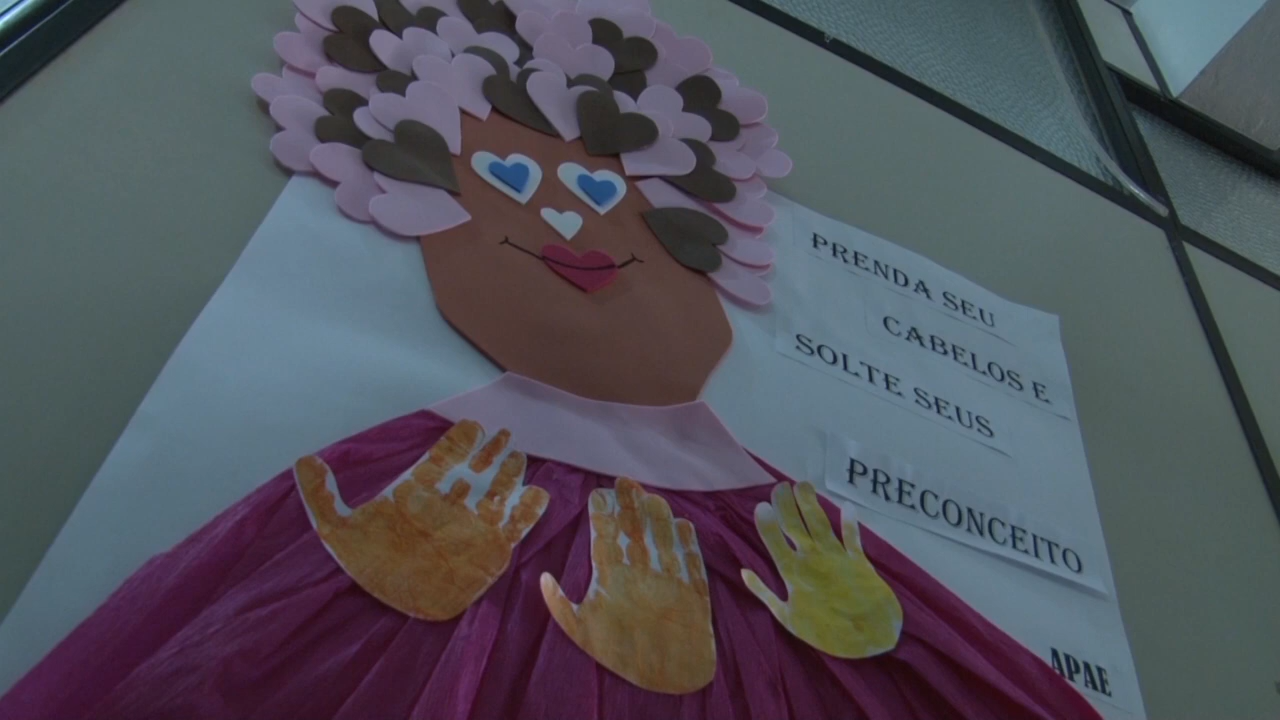 PRENDA SEU
CABELOS E
SOLTE SEUS
PRECONCEITO
APAE